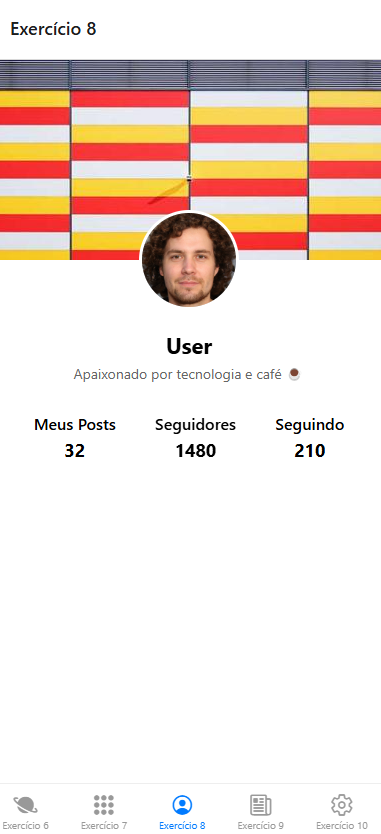 Exercício 8
User
Apaixonado por tecnologia e café ☕
Meus Posts Seguidores Seguindo
32 1480 210
Exercício 6 Exercício 7 Exercício 8 Exercício 9 Exercício 10